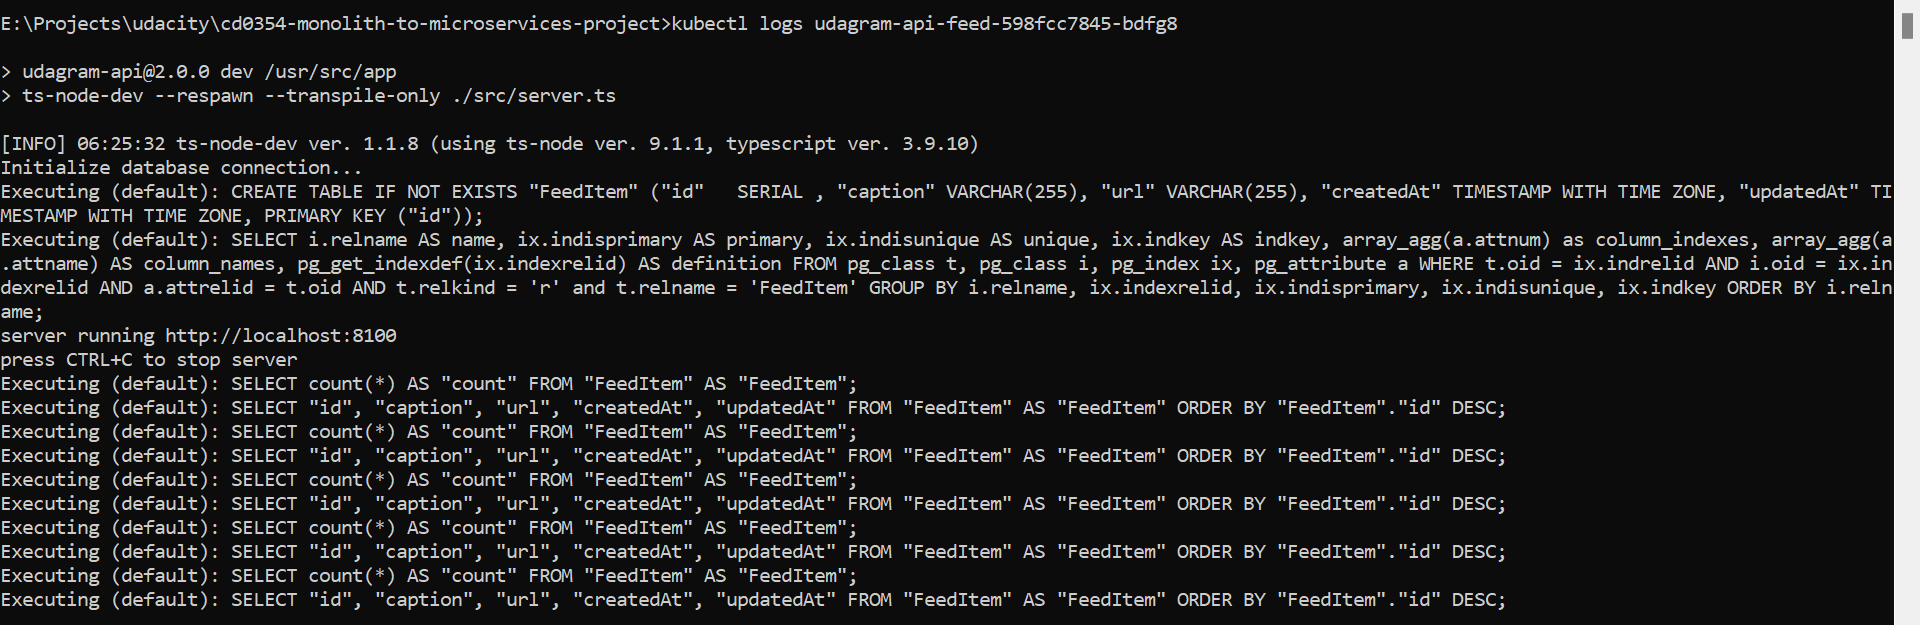 E:\Projects\udacity\cd0354-monolith-to-microservices-project>kubectl logs udagram-api-feed-598fcc7845-bdfg8
> udagram-api@2.0.0 dev /usr/src/app
> ts-node-dev --respawn --transpile-only ./src/server.ts
[INFO] 06:25:32 ts-node-dev ver. 1.1.8 (using ts-node ver. 9.1.1, typescript ver. 3.9.10)
Initialize database connection...
Executing (default): CREATE TABLE IF NOT EXISTS "FeedItem" ("id"   SERIAL , "caption" VARCHAR(255), "url" VARCHAR(255), "createdAt" TIMESTAMP WITH TIME ZONE, "updatedAt" TI
MESTAMP WITH TIME ZONE, PRIMARY KEY ("id"));
Executing (default): SELECT i.relname AS name, ix.indisprimary AS primary, ix.indisunique AS unique, ix.indkey AS indkey, array_agg(a.attnum) as column_indexes, array_agg(a
.attname) AS column_names, pg_get_indexdef(ix.indexrelid) AS definition FROM pg_class t, pg_class i, pg_index ix, pg_attribute a WHERE t.oid = ix.indrelid AND i.oid = ix.in
dexrelid AND a.attrelid = t.oid AND t.relkind = 'r' and t.relname = 'FeedItem' GROUP BY i.relname, ix.indexrelid, ix.indisprimary, ix.indisunique, ix.indkey ORDER BY i.reln
ame;
server running http://localhost:8100
press CTRL+C to stop server
Executing (default): SELECT count(*) AS "count" FROM "FeedItem" AS "FeedItem";
Executing (default): SELECT "id", "caption", "url", "createdAt", "updatedAt" FROM "FeedItem" AS "FeedItem" ORDER BY "FeedItem"."id" DESC;
Executing (default): SELECT count(*) AS "count" FROM "FeedItem" AS "FeedItem";
Executing (default): SELECT "id", "caption", "url", "createdAt", "updatedAt" FROM "FeedItem" AS "FeedItem" ORDER BY "FeedItem"."id" DESC;
Executing (default): SELECT count(*) AS "count" FROM "FeedItem" AS "FeedItem";
Executing (default): SELECT "id", "caption", "url", "createdAt", "updatedAt" FROM "FeedItem" AS "FeedItem" ORDER BY "FeedItem"."id" DESC;
Executing (default): SELECT count(*) AS "count" FROM "FeedItem" AS "FeedItem";
Executing (default): SELECT "id", "caption", "url", "createdAt", "updatedAt" FROM "FeedItem" AS "FeedItem" ORDER BY "FeedItem"."id" DESC;
Executing (default): SELECT count(*) AS "count" FROM "FeedItem" AS "FeedItem";
Executing (default): SELECT "id", "caption", "url", "createdAt", "updatedAt" FROM "FeedItem" AS "FeedItem" ORDER BY "FeedItem"."id" DESC;